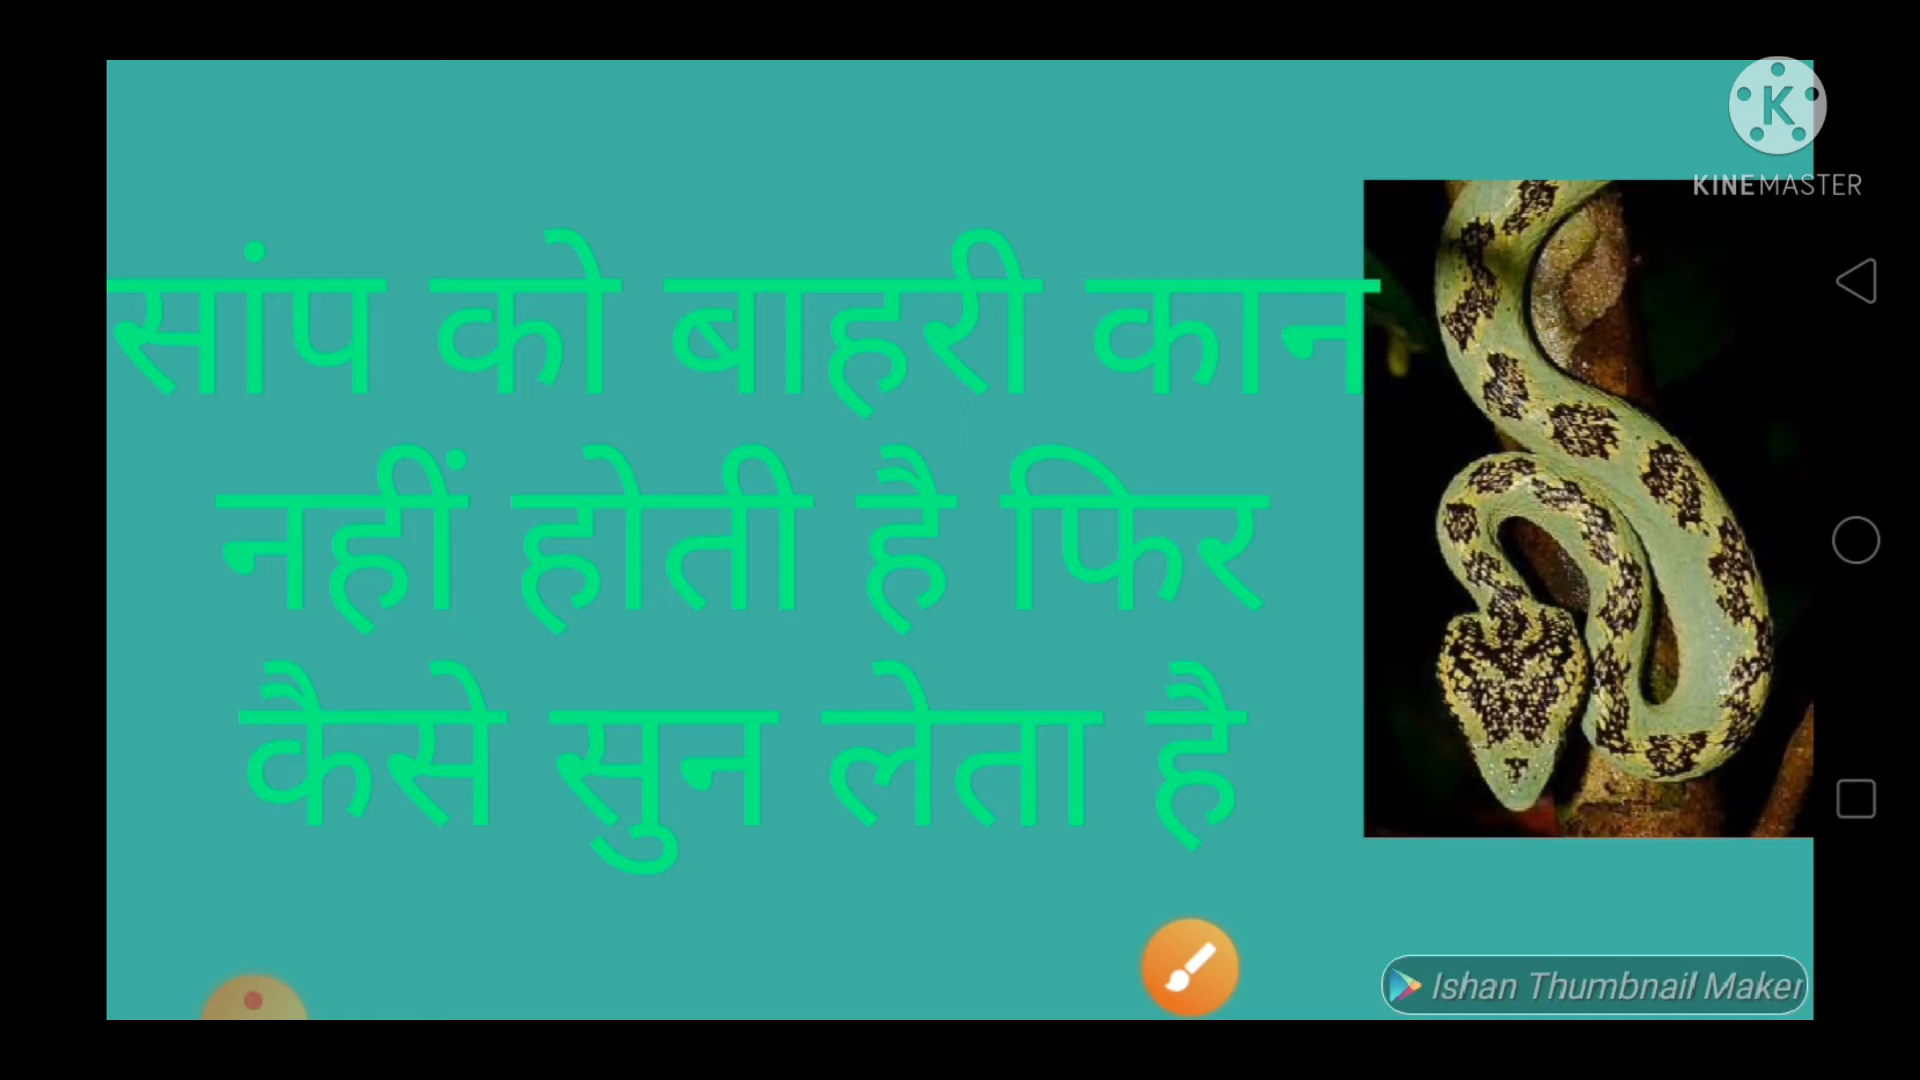 K
KINEMASTER
सांप को बाहरी कान
नहीं होती है फिर
कैसे सुन लेता है
Ishan Thumbnail Maker